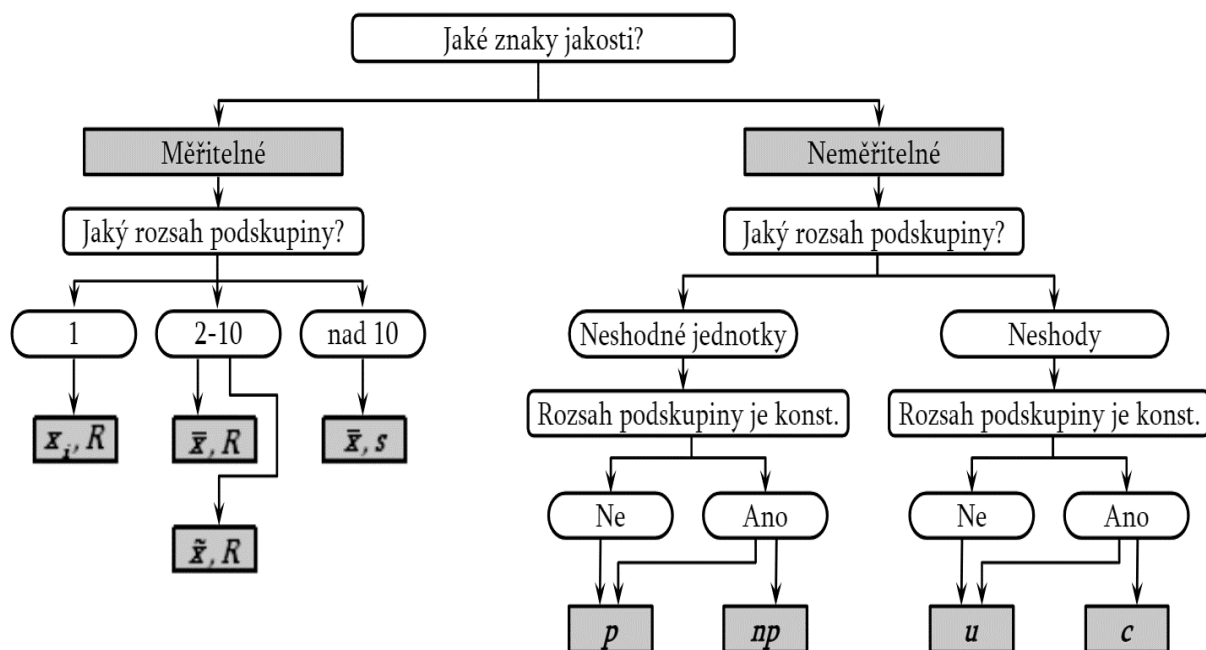 Jaké znaky jakosti?
Měřitelné
Neměřitelné
Jaký rozsah podskupiny?
Jaký rozsah podskupiny?
1
2-10
nad 10
Neshodné jednotky
Neshody
Rozsah podskupiny je konst.
Rozsah podskupiny je konst.
xᵢ, R
x̄, R
x̄, s
Ne
Ano
Ne
Ano
x̃, R
p
np
u
c